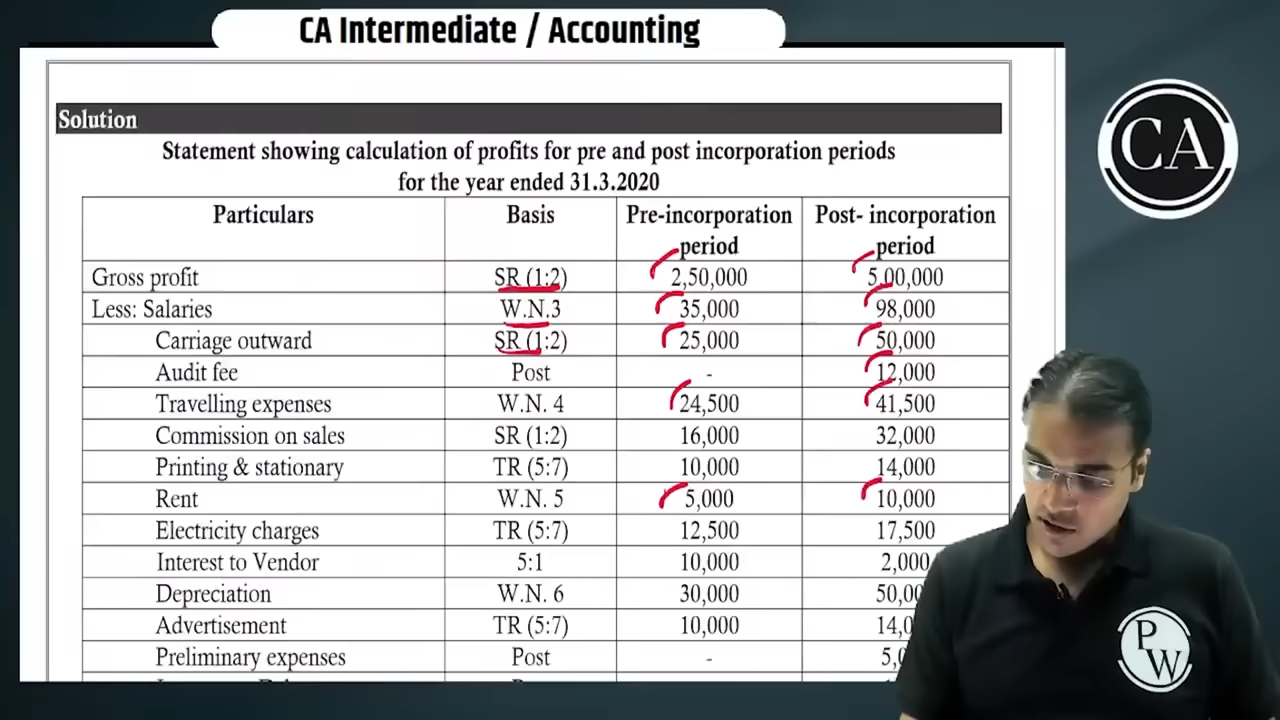 CA Intermediate / Accounting
CA
Solution
Statement showing calculation of profits for pre and post incorporation periods
for the year ended 31.3.2020
Particulars Basis Pre-incorporation period Post- incorporation period
Gross profit SR (1:2) 2,50,000 5,00,000
Less: Salaries W.N.3 35,000 98,000
Carriage outward SR (1:2) 25,000 50,000
Audit fee Post - 12,000
Travelling expenses W.N. 4 24,500 41,500
Commission on sales SR (1:2) 16,000 32,000
Printing & stationary TR (5:7) 10,000 14,000
Rent W.N. 5 5,000 10,000
Electricity charges TR (5:7) 12,500 17,500
Interest to Vendor 5:1 10,000 2,000
Depreciation W.N. 6 30,000
Advertisement TR (5:7) 10,000
Preliminary expenses Post -
PW